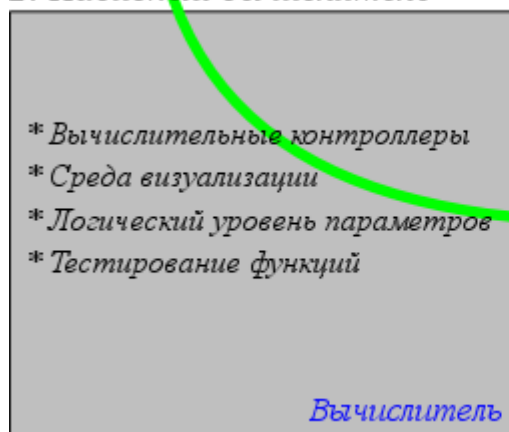 * Вычислительные контроллеры
* Среда визуализации
* Логический уровень параметров
* Тестирование функций
Вычислитель